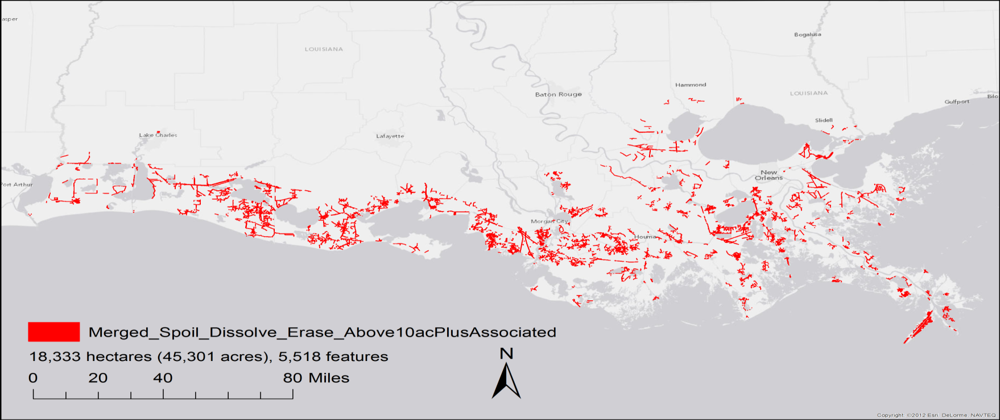 asper
Bogalusa
LOUISIANA
Hammond
Baton Rouge
LOUISIANA
Gulfport
Bilo
Slidell
Lake Charles
Lafayette
New
Orleans
Port Arthur
Morgan City
Houma
Merged_Spoil_Dissolve_Erase_Above10acPlusAssociated
18,333 hectares (45,301 acres), 5,518 features
N
0 20 40 80 Miles
Copyright: ©2012 Esri, DeLorme, NAVTEQ